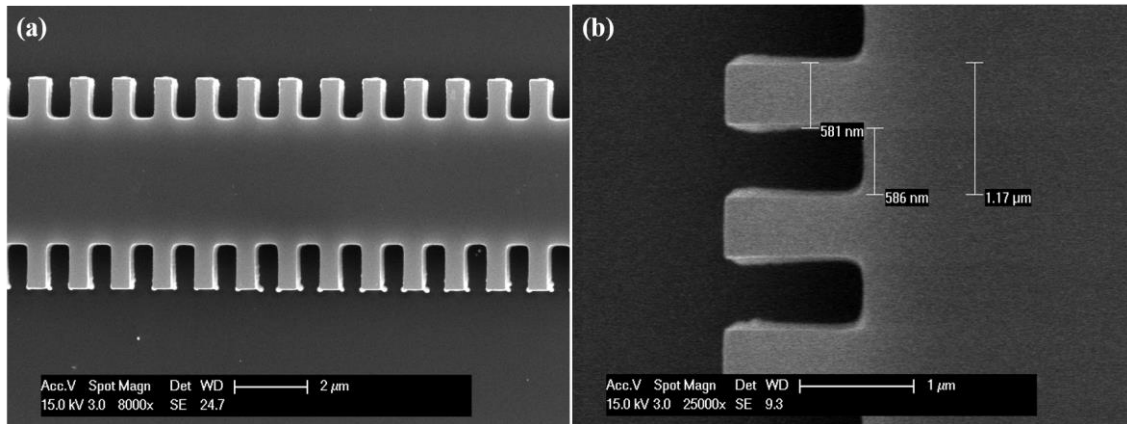 (a)
Acc.V Spot Magn Det WD 2 µm
15.0 kV 3.0 8000x SE 24.7
(b)
581 nm
586 nm
1.17 µm
Acc.V Spot Magn Det WD 1 µm
15.0 kV 3.0 25000x SE 9.3